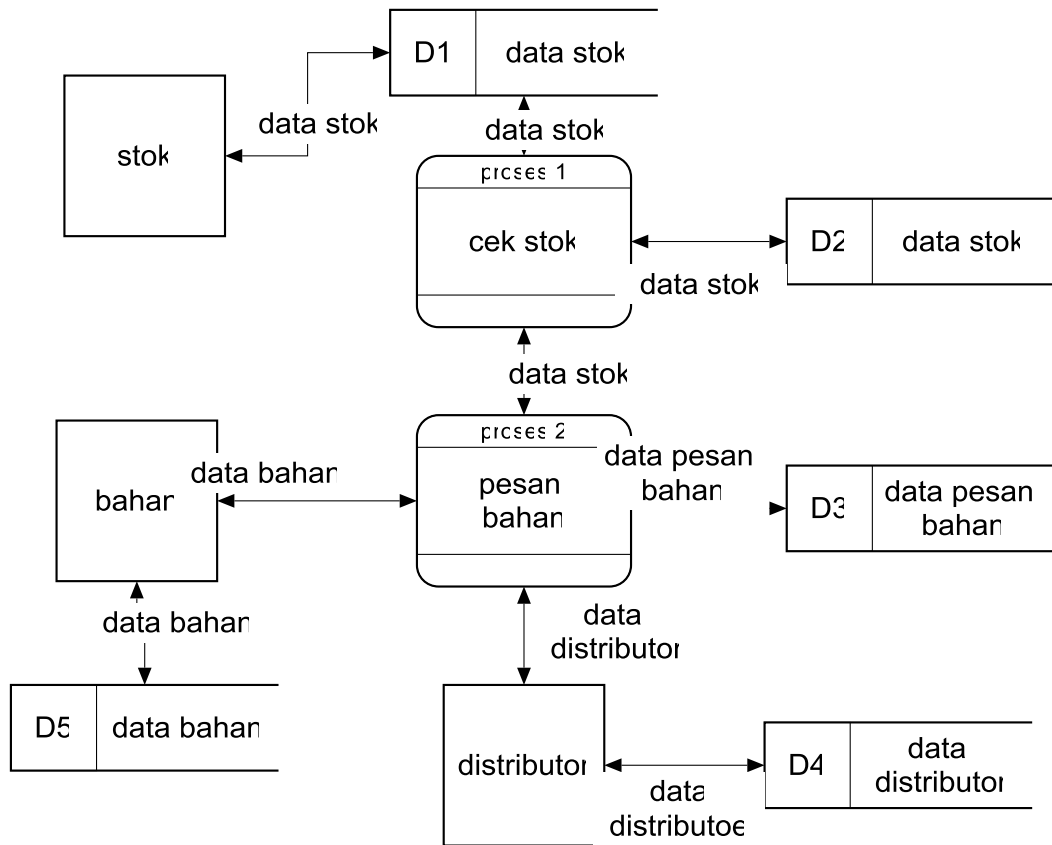 D1
data stok
data stok
data stok
stok
proses 1
cek stok
D2
data stok
data stok
data stok
proses 2
pesan
bahan
data pesan
bahan
D3
data pesan
bahan
bahan
data bahan
data bahan
D5
data bahan
data
distributor
distributor
D4
data
distributor
data
distributoe